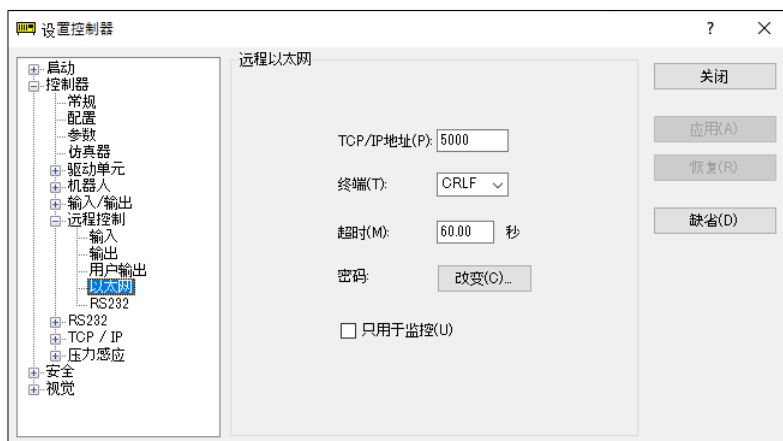 设置控制器
?
启动
控制器
常规
配置
参数
仿真器
驱动单元
机器人
输入/输出
远程控制
输入
输出
用户输出
以太网
RS232
RS232
TCP / IP
压力感应
安全
视觉
远程以太网
TCP/IP地址(P): 5000
终端(T): CRLF
超时(M): 60.00 秒
密码: 改变(C)...
只用于监控(U)
关闭
应用(A)
恢复(R)
缺省(D)